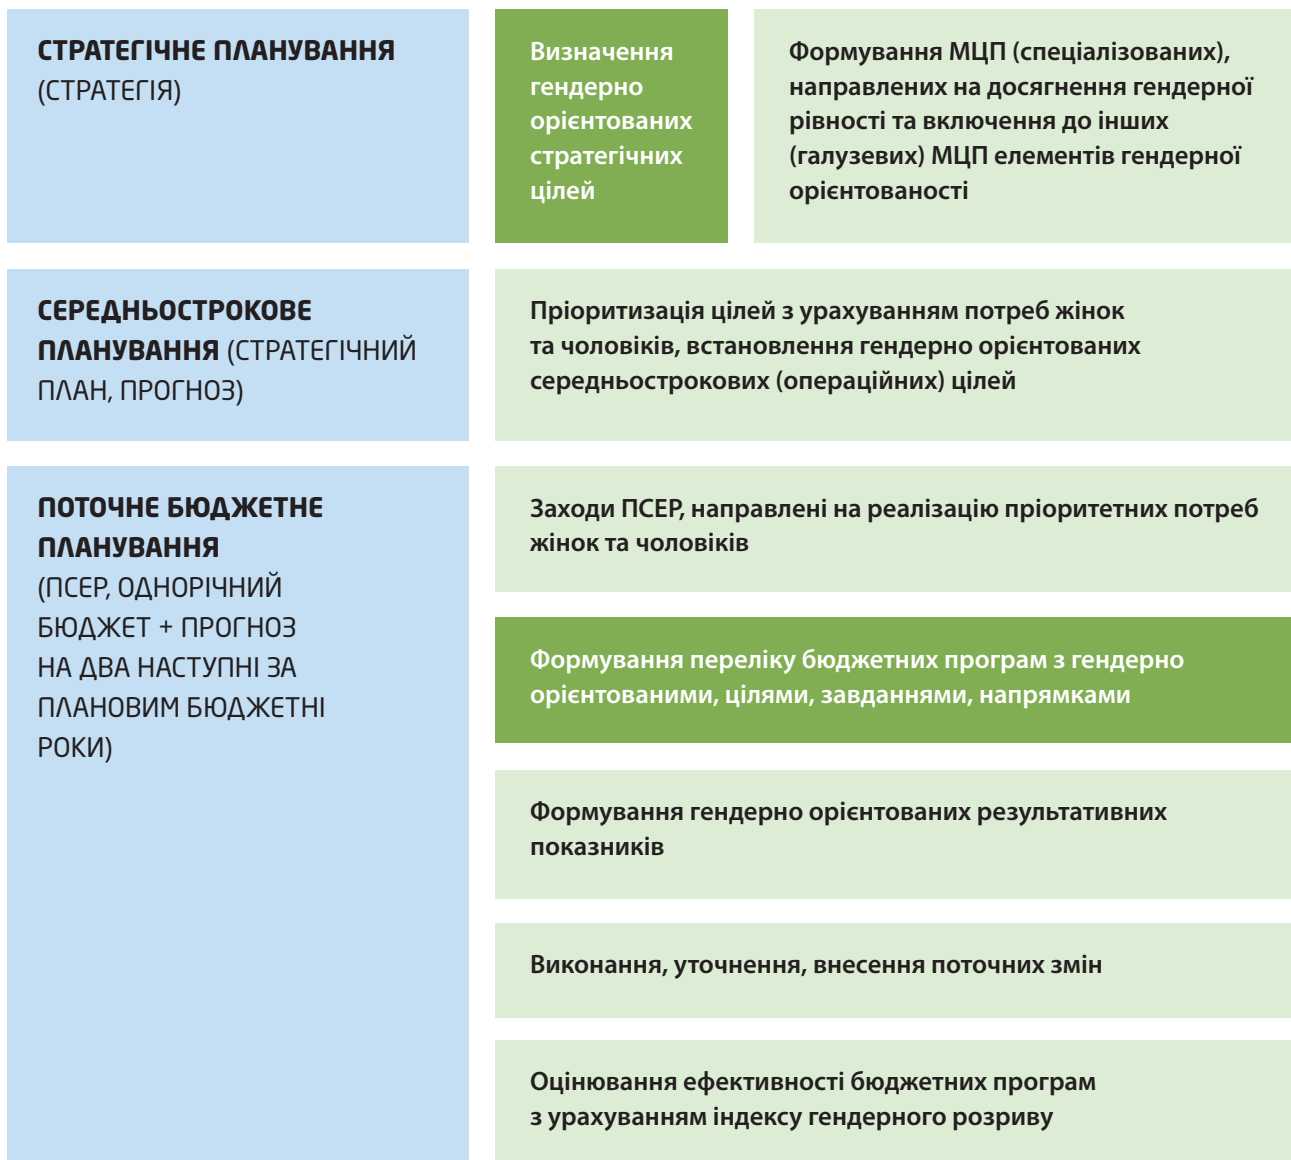 СТРАТЕГІЧНЕ ПЛАНУВАННЯ
(СТРАТЕГІЯ)
Визначення
гендерно
орієнтованих
стратегічних
цілей
Формування МЦП (спеціалізованих),
направлених на досягнення гендерної
рівності та включення до інших
(галузевих) МЦП елементів гендерної
орієнтованості
СЕРЕДНЬОСТРОКОВЕ
ПЛАНУВАННЯ (СТРАТЕГІЧНИЙ
ПЛАН, ПРОГНОЗ)
Пріоритизація цілей з урахуванням потреб жінок
та чоловіків, встановлення гендерно орієнтованих
середньострокових (операційних) цілей
ПОТОЧНЕ БЮДЖЕТНЕ
ПЛАНУВАННЯ
(ПСЕР, ОДНОРІЧНИЙ
БЮДЖЕТ + ПРОГНОЗ
НА ДВА НАСТУПНІ ЗА
ПЛАНОВИМ БЮДЖЕТНІ
РОКИ)
Заходи ПСЕР, направлені на реалізацію пріоритетних потреб
жінок та чоловіків
Формування переліку бюджетних програм з гендерно
орієнтованими, цілями, завданнями, напрямками
Формування гендерно орієнтованих результативних
показників
Виконання, уточнення, внесення поточних змін
Оцінювання ефективності бюджетних програм
з урахуванням індексу гендерного розриву